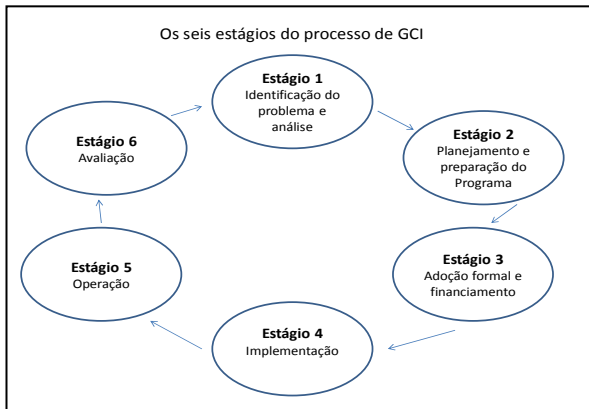 Os seis estágios do processo de GCI
Estágio 1
Identificação do
problema e
análise
Estágio 2
Planejamento e
preparação do
Programa
Estágio 3
Adoção formal e
financiamento
Estágio 4
Implementação
Estágio 5
Operação
Estágio 6
Avaliação